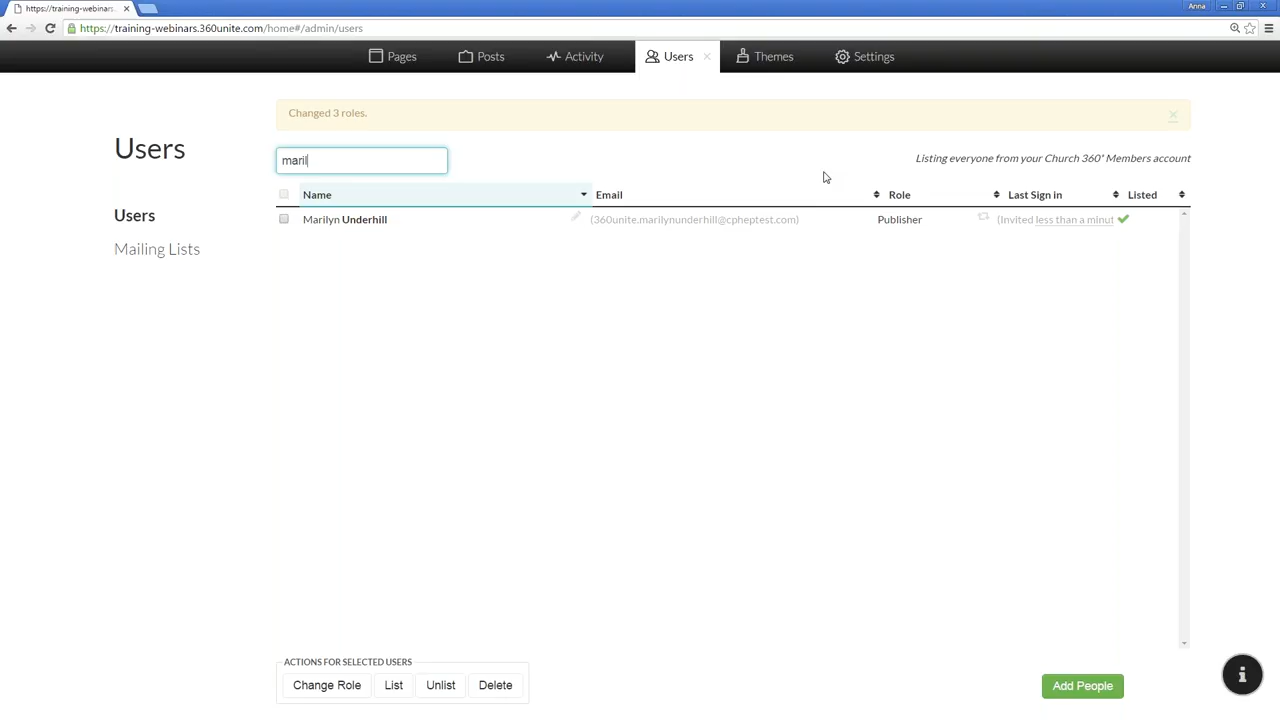 https://training-webinars.
Anna
https://training-webinars.360unite.com/home#/admin/users
Pages
Posts
Activity
Users
Themes
Settings
Changed 3 roles.
Users
maril
Listing everyone from your Church 360° Members account
Name
Email
Role
Last Sign in
Listed
Users
Marilyn Underhill
(360unite.marilynunderhill@cpheptest.com)
Publisher
(Invited less than a minut
Mailing Lists
ACTIONS FOR SELECTED USERS
Change Role
List
Unlist
Delete
Add People